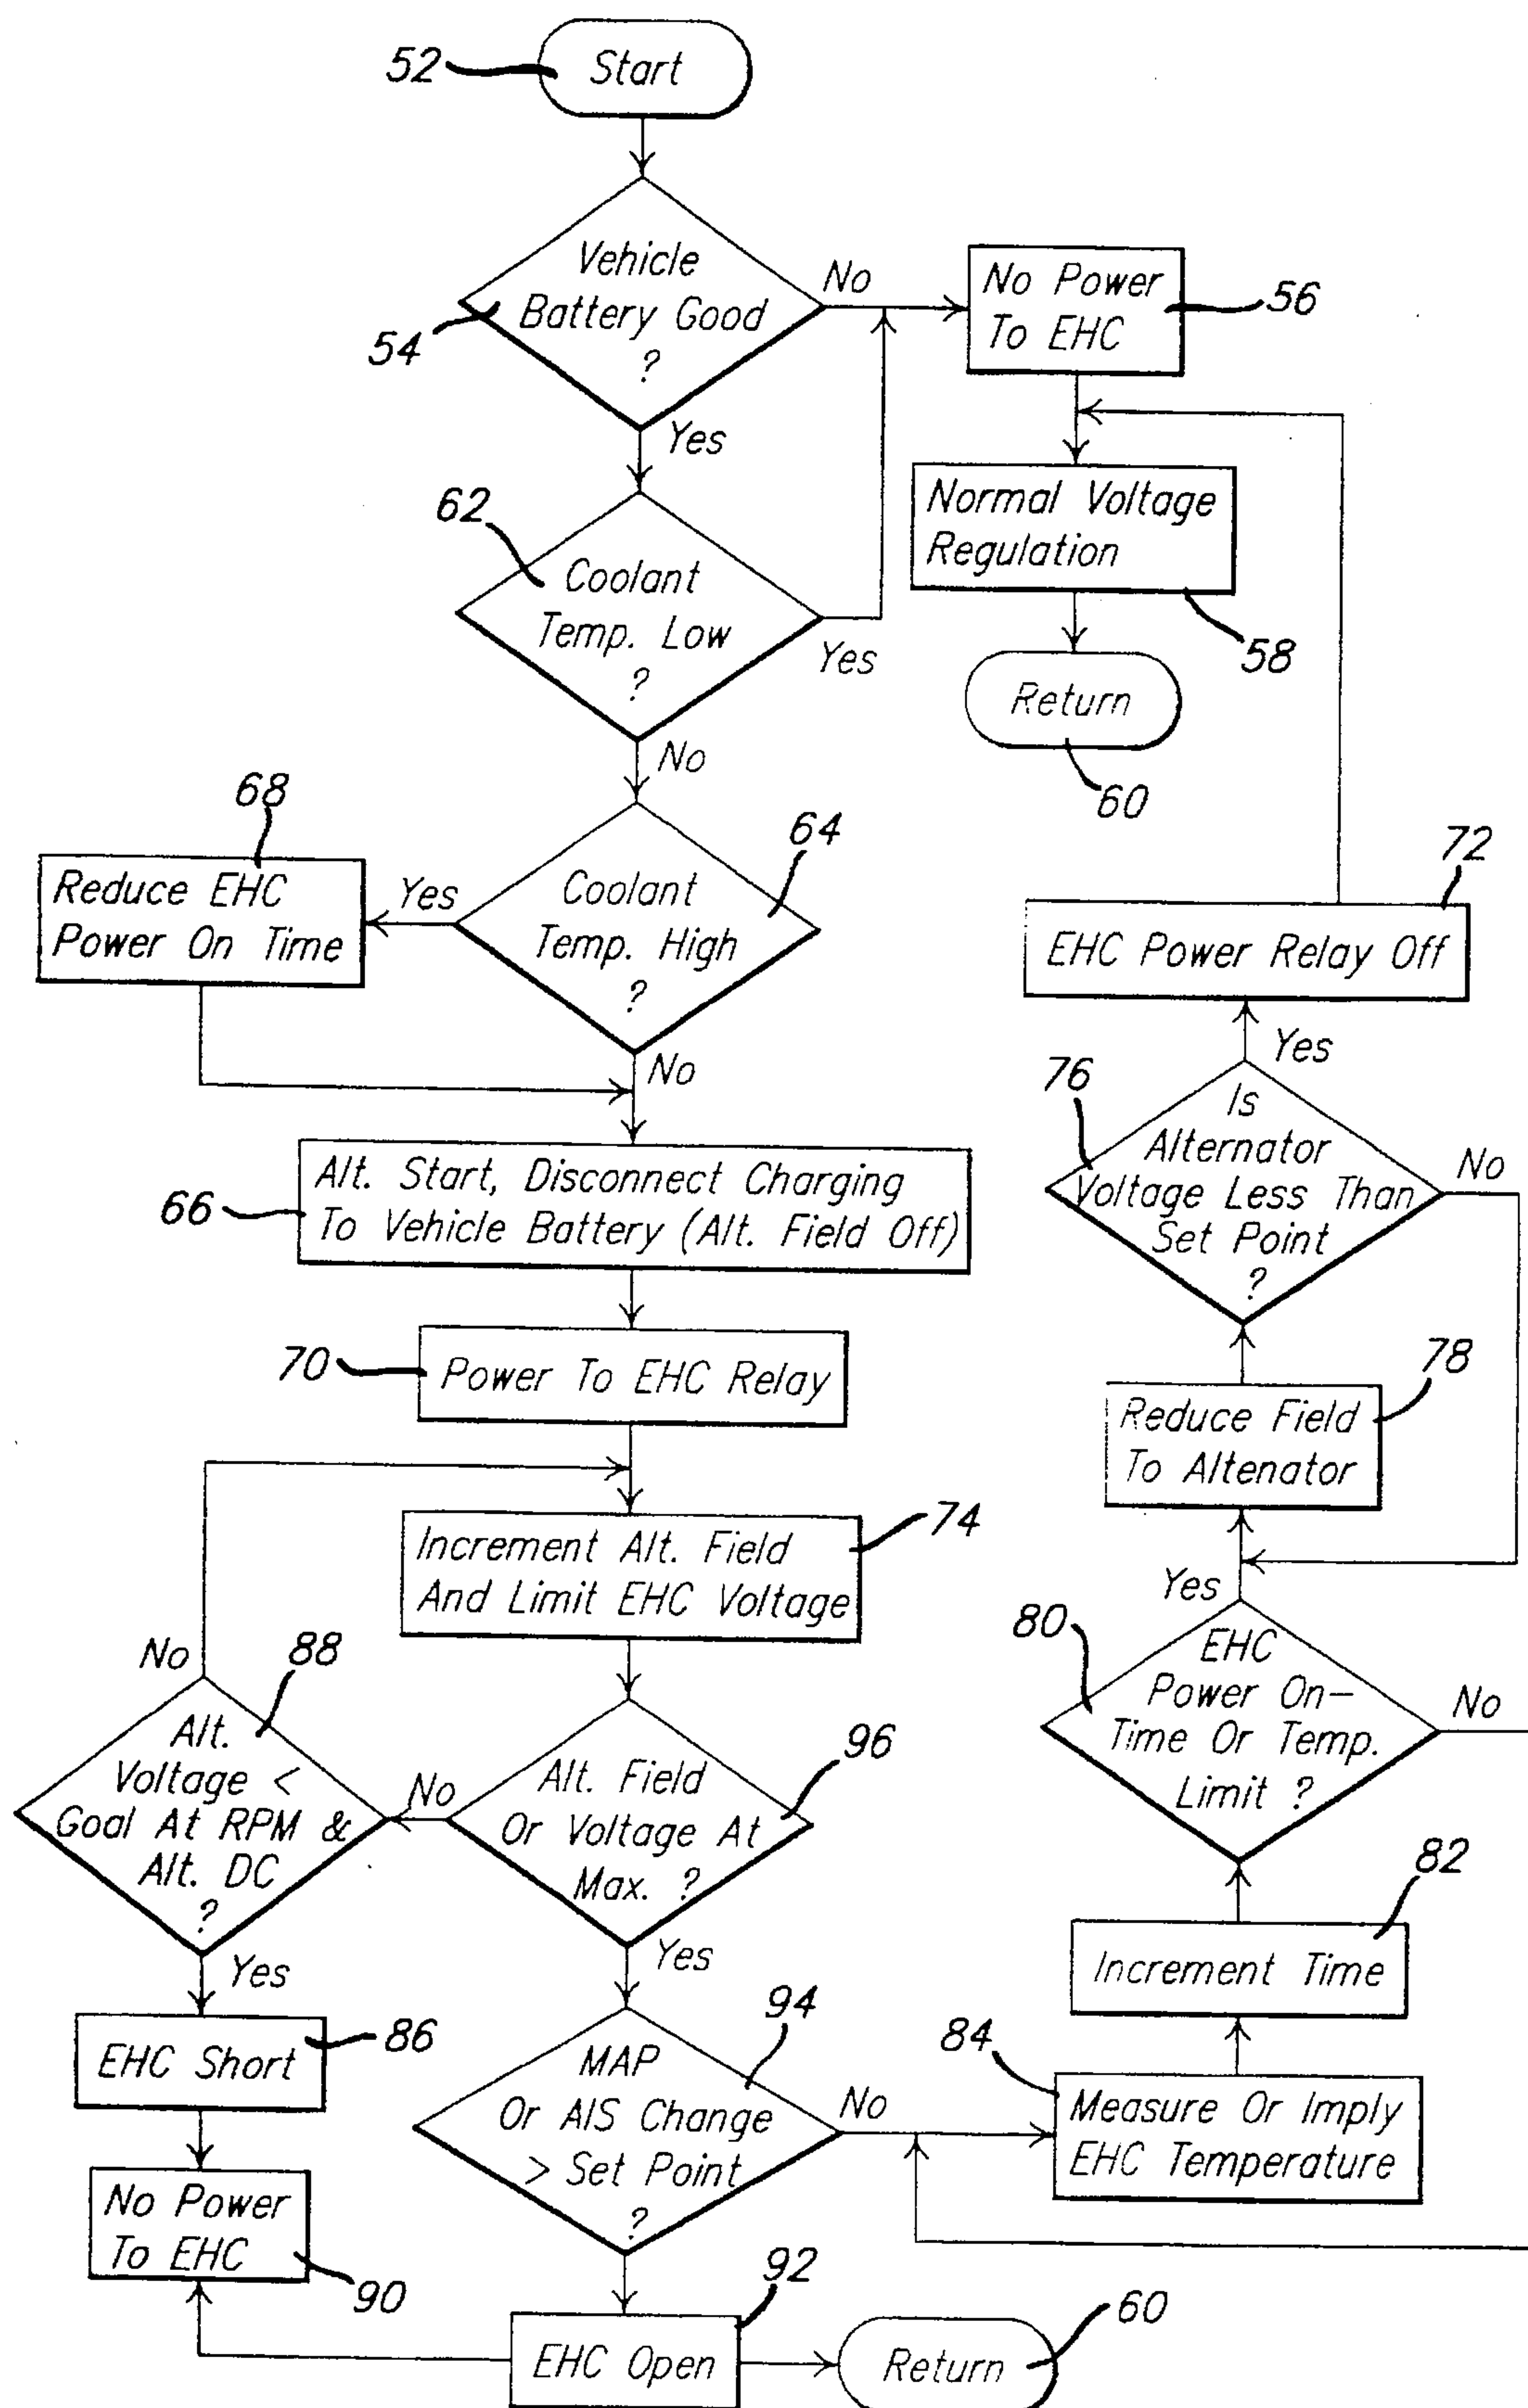 52
Start
Vehicle
Battery Good
?
54
No
Yes
No Power
To EHC
56
Normal Voltage
Regulation
58
Return
60
62
Coolant
Temp. Low
?
Yes
No
64
Coolant
Temp. High
?
Yes
No
68
Reduce EHC
Power On Time
66
Alt. Start, Disconnect Charging
To Vehicle Battery (Alt. Field Off)
70
Power To EHC Relay
74
Increment Alt. Field
And Limit EHC Voltage
96
Alt. Field
Or Voltage At
Max. ?
No
Yes
88
Alt.
Voltage <
Goal At RPM &
Alt. DC
?
No
Yes
86
EHC Short
No Power
To EHC
90
94
MAP
Or AIS Change
> Set Point
?
No
92
EHC Open
Return
60
84
Measure Or Imply
EHC Temperature
82
Increment Time
80
EHC
Power On-
Time Or Temp.
Limit ?
No
Yes
78
Reduce Field
To Altenator
76
Is
Alternator
Voltage Less Than
Set Point
?
No
Yes
72
EHC Power Relay Off